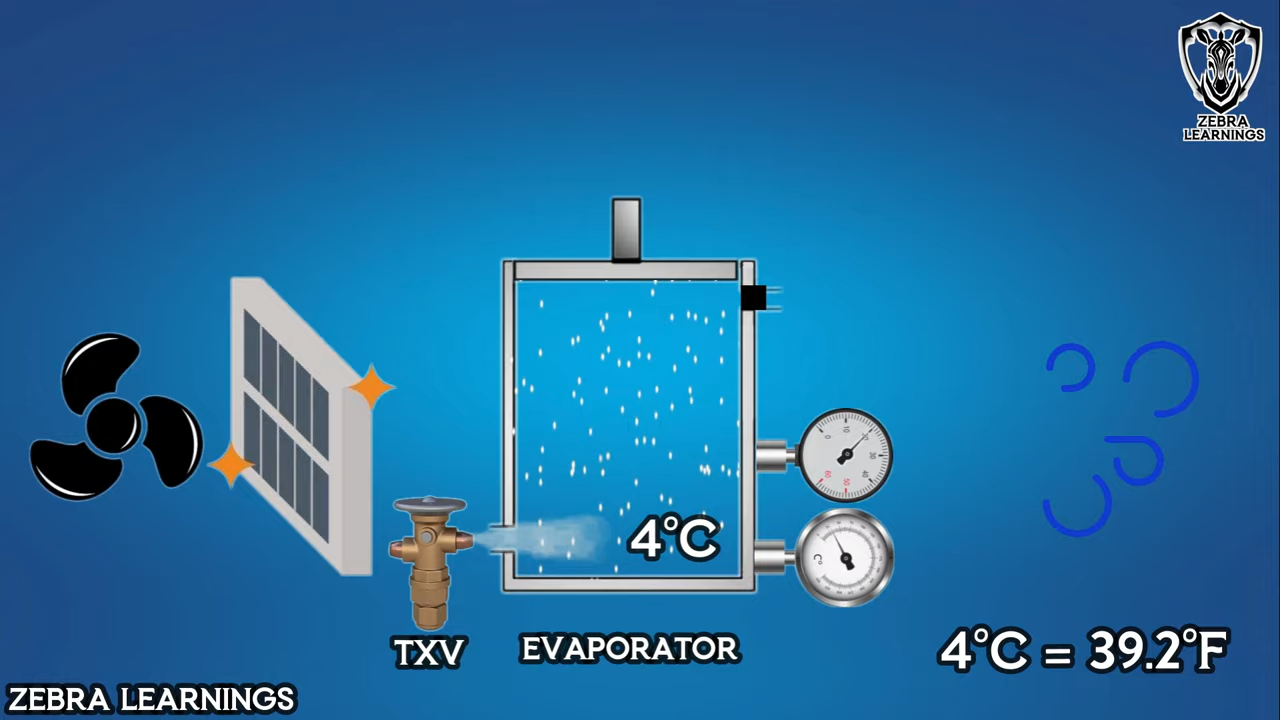 ZEBRA
LEARNINGS
4°C
TXV
EVAPORATOR
4°C = 39.2°F
ZEBRA LEARNINGS